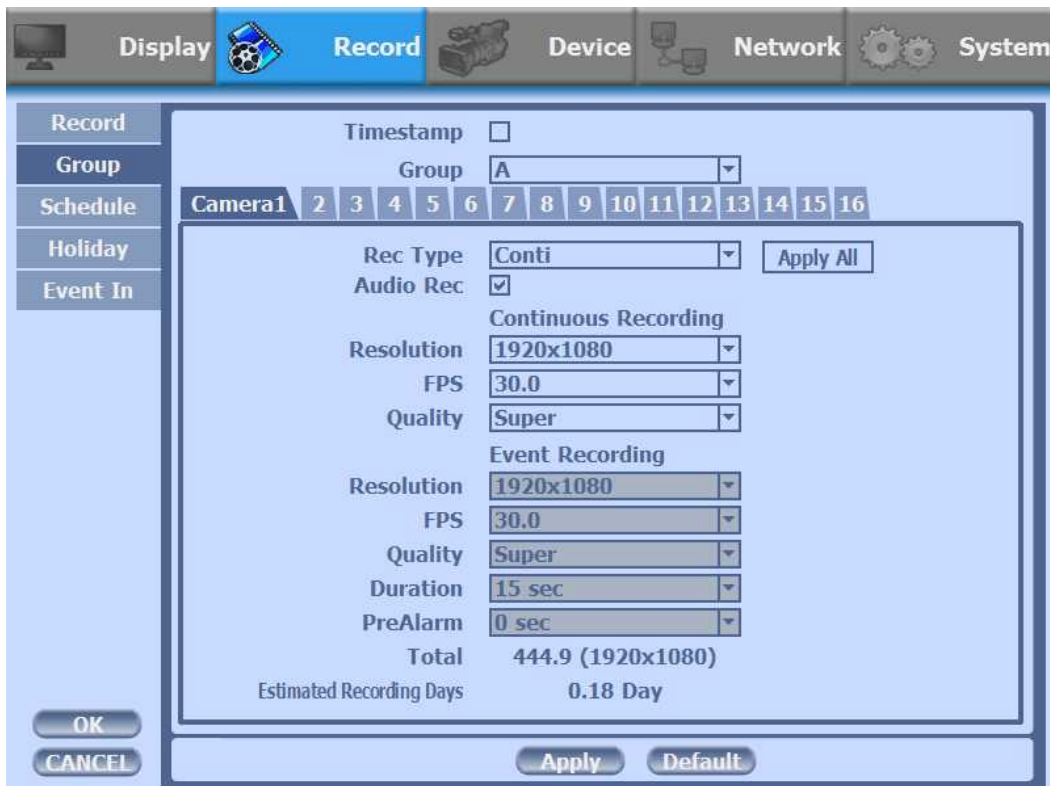 Display Record Device Network System
Record
Group
Schedule
Holiday
Event In
Timestamp
Group A
Camera1 2 3 4 5 6 7 8 9 10 11 12 13 14 15 16
Rec Type Conti Apply All
Audio Rec
Continuous Recording
Resolution 1920x1080
FPS 30.0
Quality Super
Event Recording
Resolution 1920x1080
FPS 30.0
Quality Super
Duration 15 sec
PreAlarm 0 sec
Total 444.9 (1920x1080)
Estimated Recording Days 0.18 Day
OK
CANCEL
Apply Default